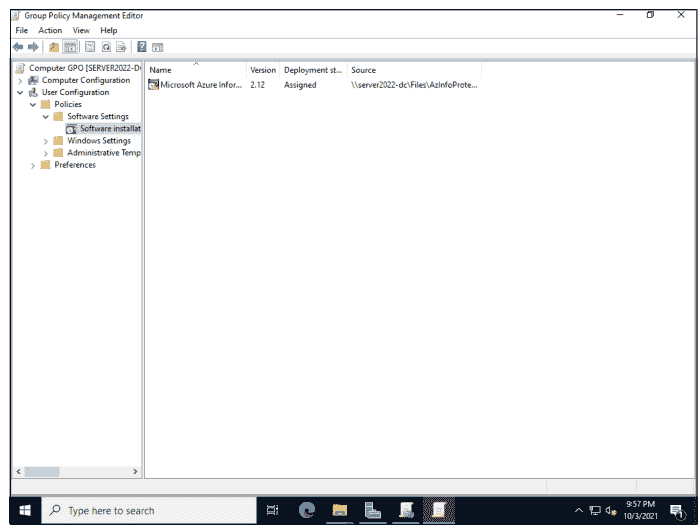 Group Policy Management Editor
File Action View Help
Computer GPO [SERVER2022-D
Computer Configuration
User Configuration
Policies
Software Settings
Software installat
Windows Settings
Administrative Temp
Preferences
Name Version Deployment st... Source
Microsoft Azure Infor... 2.12 Assigned \\server2022-dc\Files\AzInfoProte...
Type here to search
9:57 PM
10/3/2021